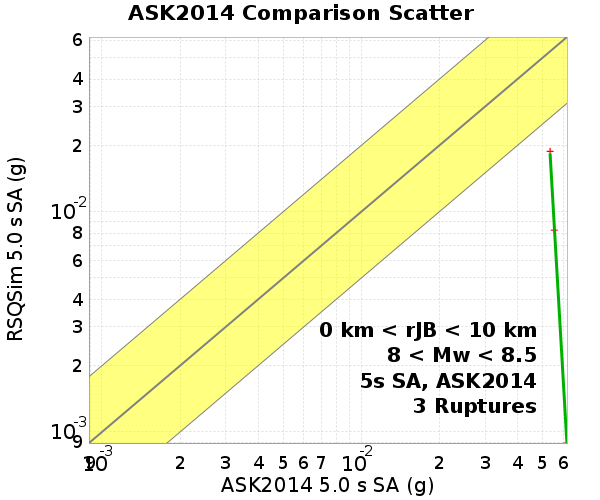 ASK2014 Comparison Scatter
RSQSim 5.0 s SA (g)
6
4
3
2
10-2
8
6
4
3
2
10-3
9
0 km < rJB < 10 km
8 < Mw < 8.5
5s SA, ASK2014
3 Ruptures
9 10-3 2 3 4 5 6 7 10-2 2 3 4 5 6
ASK2014 5.0 s SA (g)